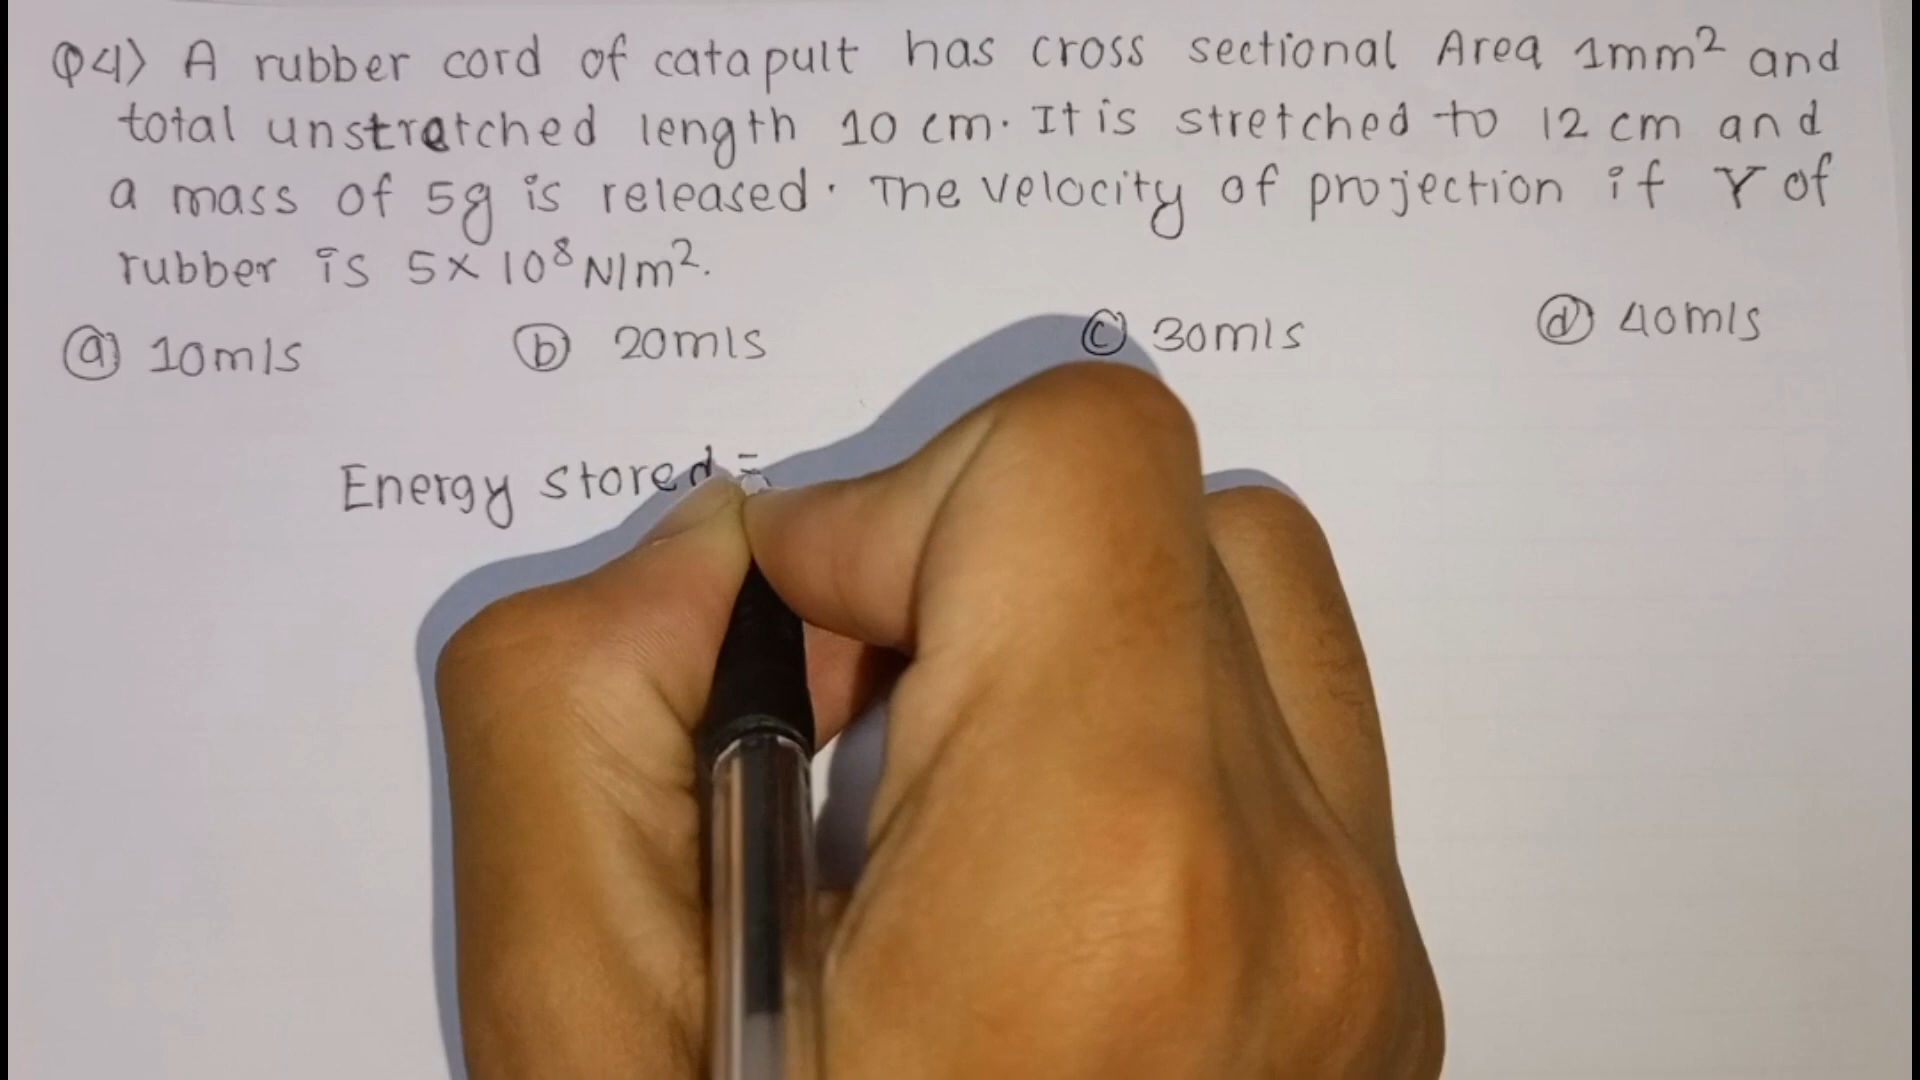 Q4) A rubber cord of catapult has cross sectional Area 1mm² and
total unstretched length 10 cm. It is stretched to 12 cm and
a mass of 5g is released. The velocity of projection if Y of
rubber is 5×10⁸ N/m².
(a) 10m/s (b) 20m/s (c) 30m/s (d) 40m/s
Energy stored =